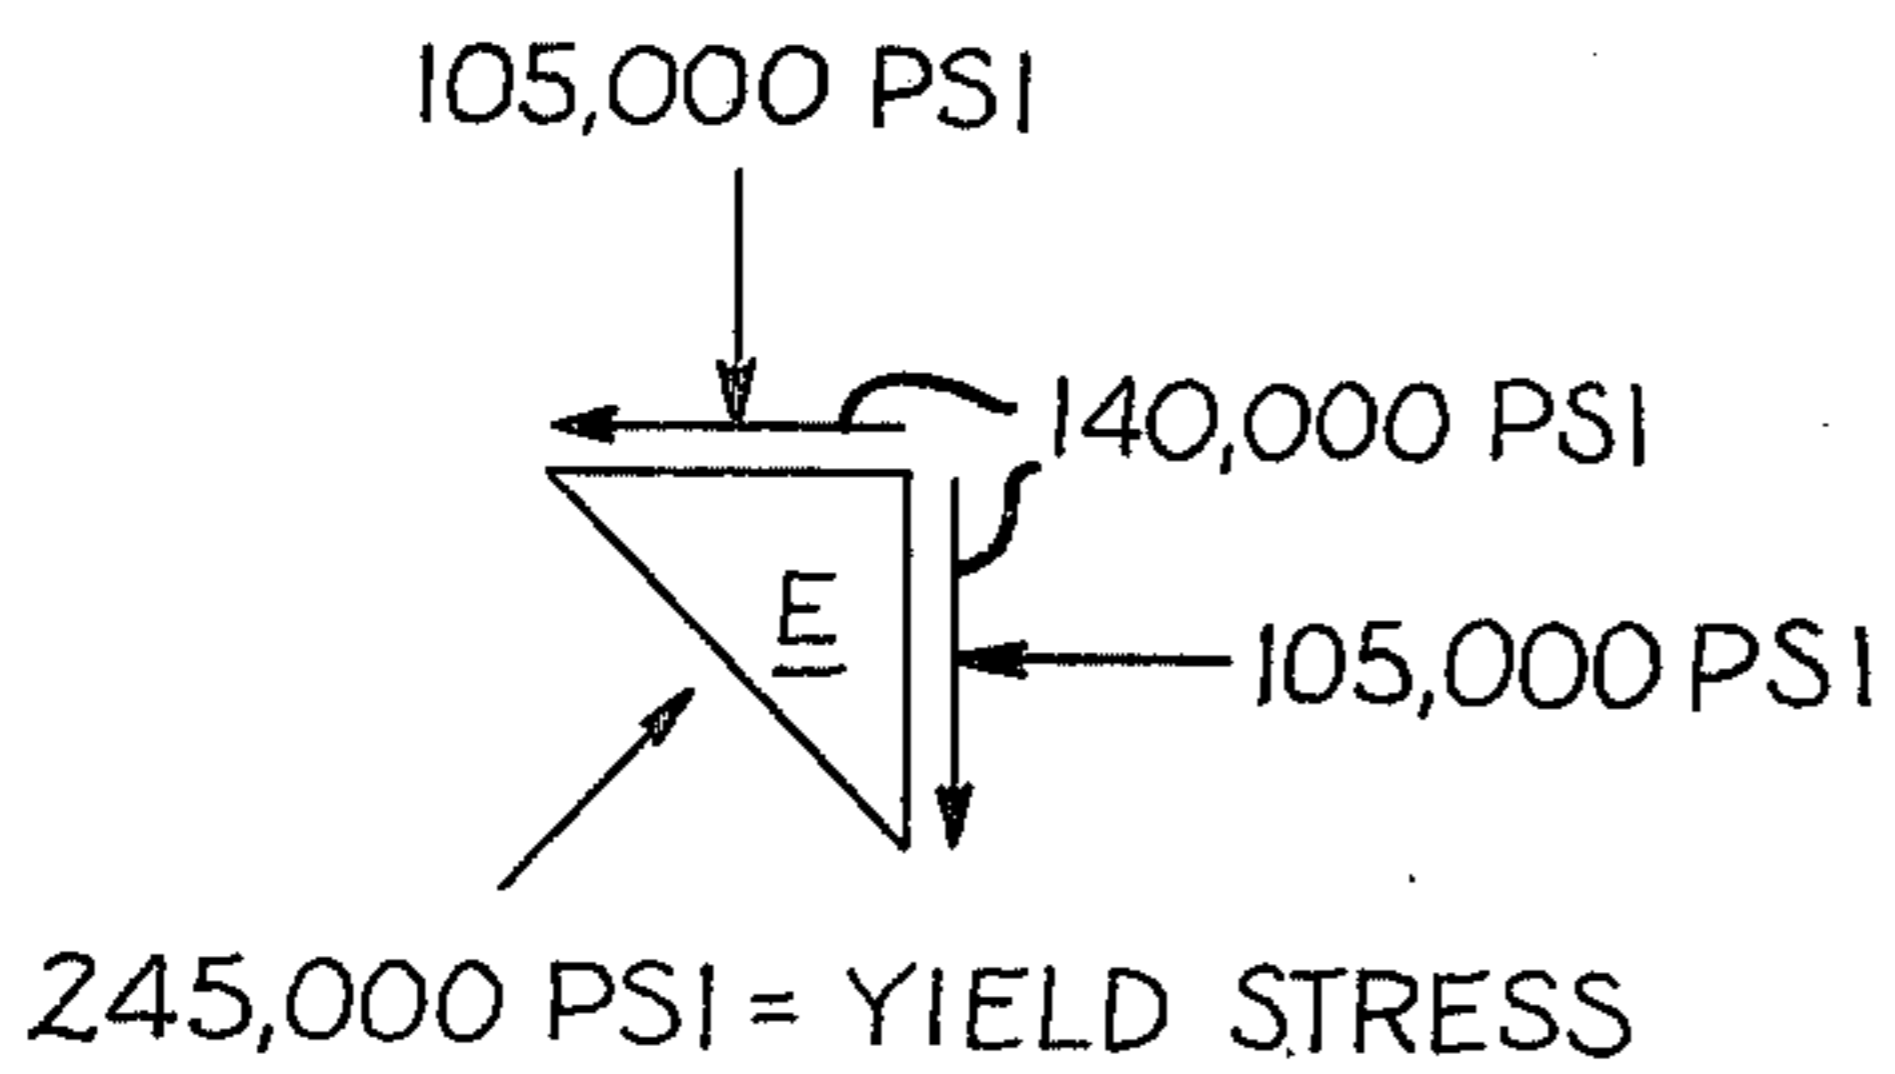 105,000 PSI
140,000 PSI
E
105,000 PSI
245,000 PSI = YIELD STRESS